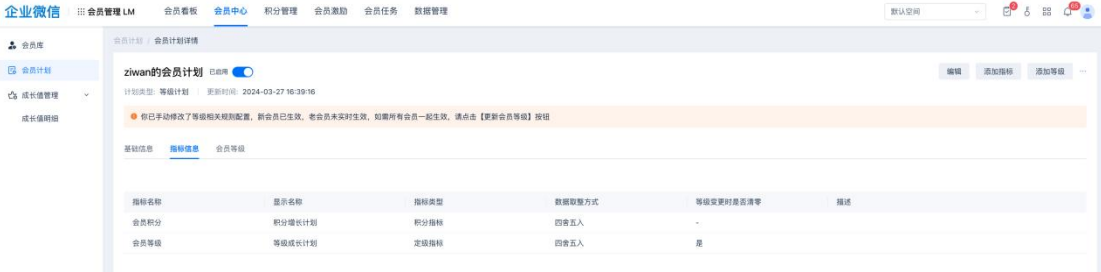 企业微信 会员管理 LM 会员看板 会员中心 积分管理 会员激励 会员任务 数据管理 默认空间
会员库
会员计划
成长值管理
成长值明细
会员计划 / 会员计划详情
ziwan的会员计划 已启用 编辑 添加指标 添加等级 ...
计划类型: 等级计划 更新时间: 2024-03-27 16:39:16
你已手动修改了等级相关规则配置，新会员已生效，老会员未实时生效，如需所有会员一起生效，请点击【更新会员等级】按钮
基础信息 指标信息 会员等级
指标名称 显示名称 指标类型 数据取整方式 等级变更时是否清零 描述
会员积分 积分增长计划 积分指标 四舍五入 -
会员等级 等级成长计划 定级指标 四舍五入 是